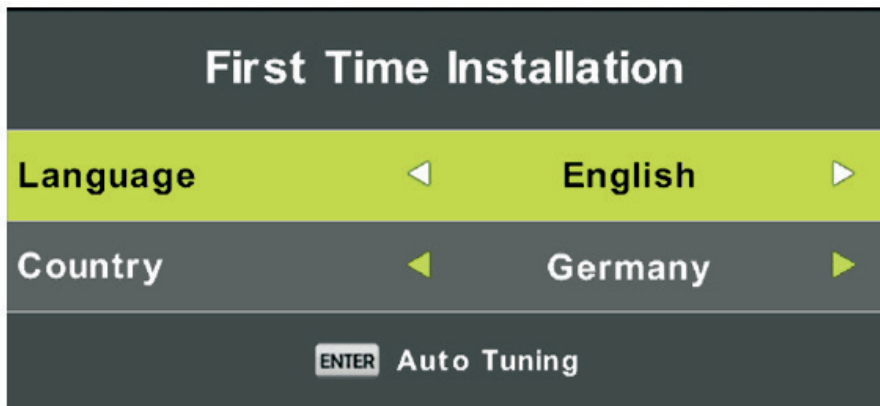 First Time Installation
Language English
Country Germany
ENTER Auto Tuning